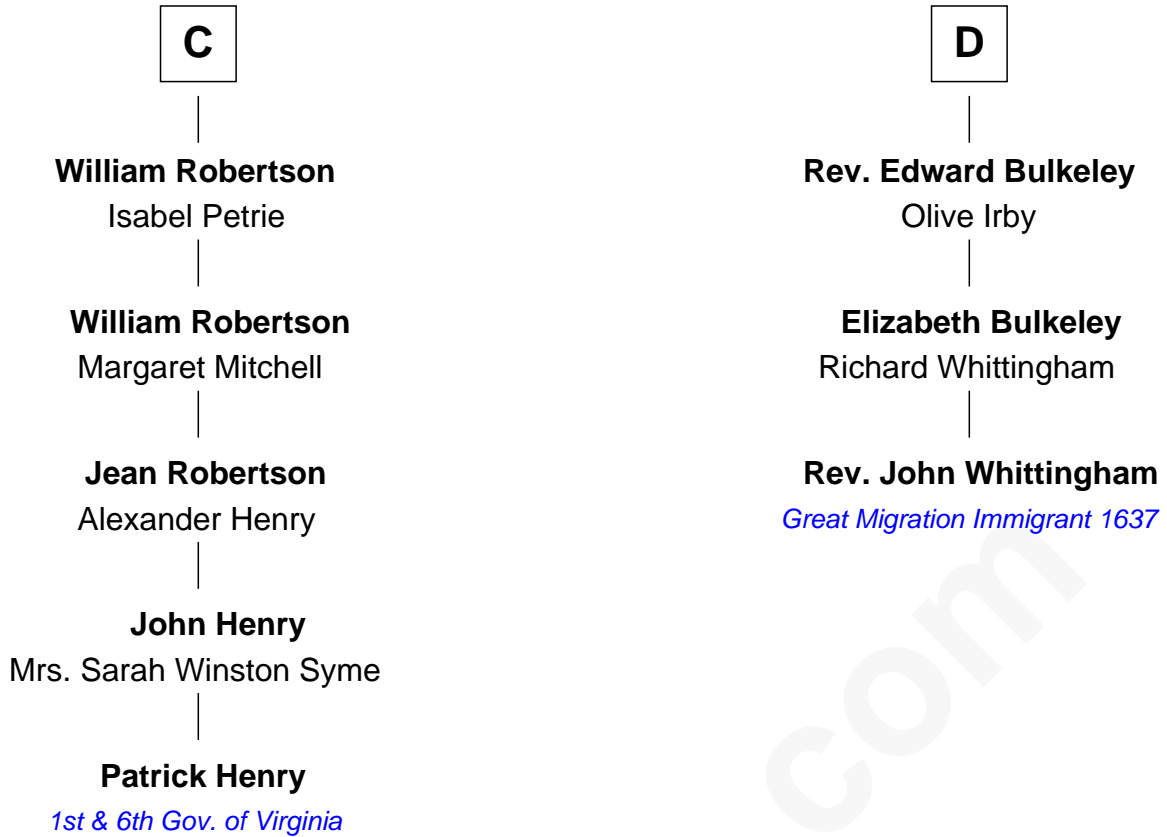 C
William Robertson
Isabel Petrie
William Robertson
Margaret Mitchell
Jean Robertson
Alexander Henry
John Henry
Mrs. Sarah Winston Syme
Patrick Henry
1st & 6th Gov. of Virginia
D
Rev. Edward Bulkeley
Olive Irby
Elizabeth Bulkeley
Richard Whittingham
Rev. John Whittingham
Great Migration Immigrant 1637
com